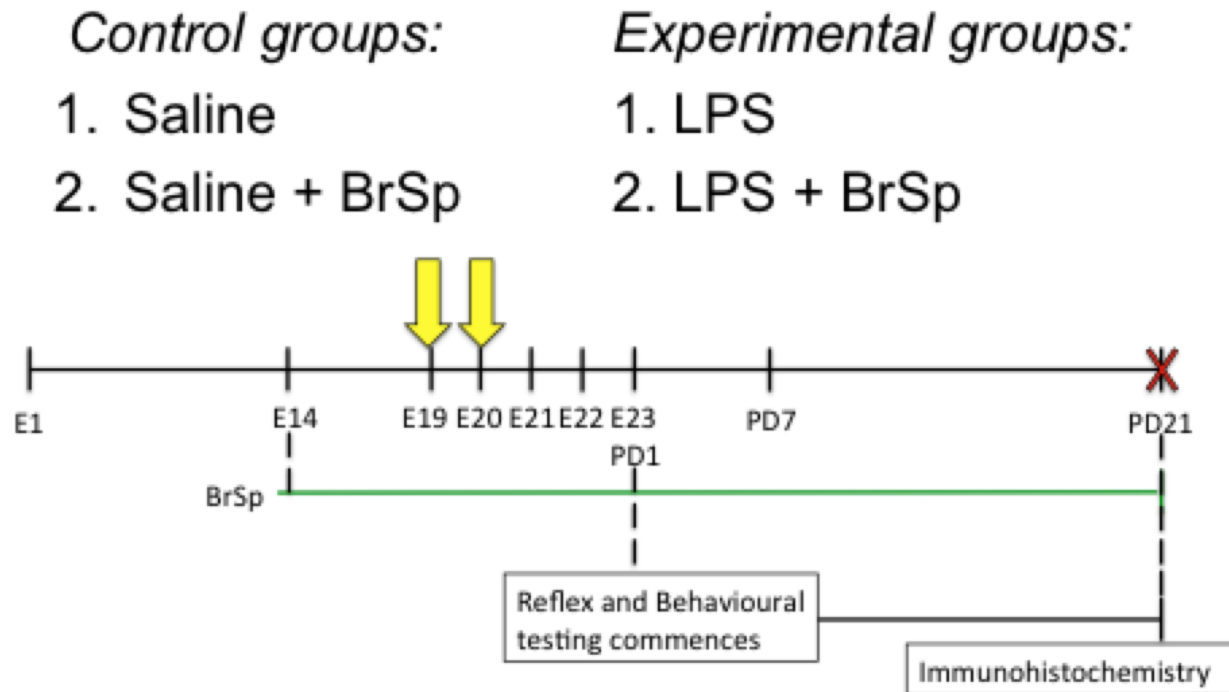 Control groups:
Experimental groups:
1. Saline
1. LPS
2. Saline + BrSp
2. LPS + BrSp
E1
E14
E19
E20
E21
E22
E23
PD7
PD21
PD1
BrSp
Reflex and Behavioural
testing commences
Immunohistochemistry